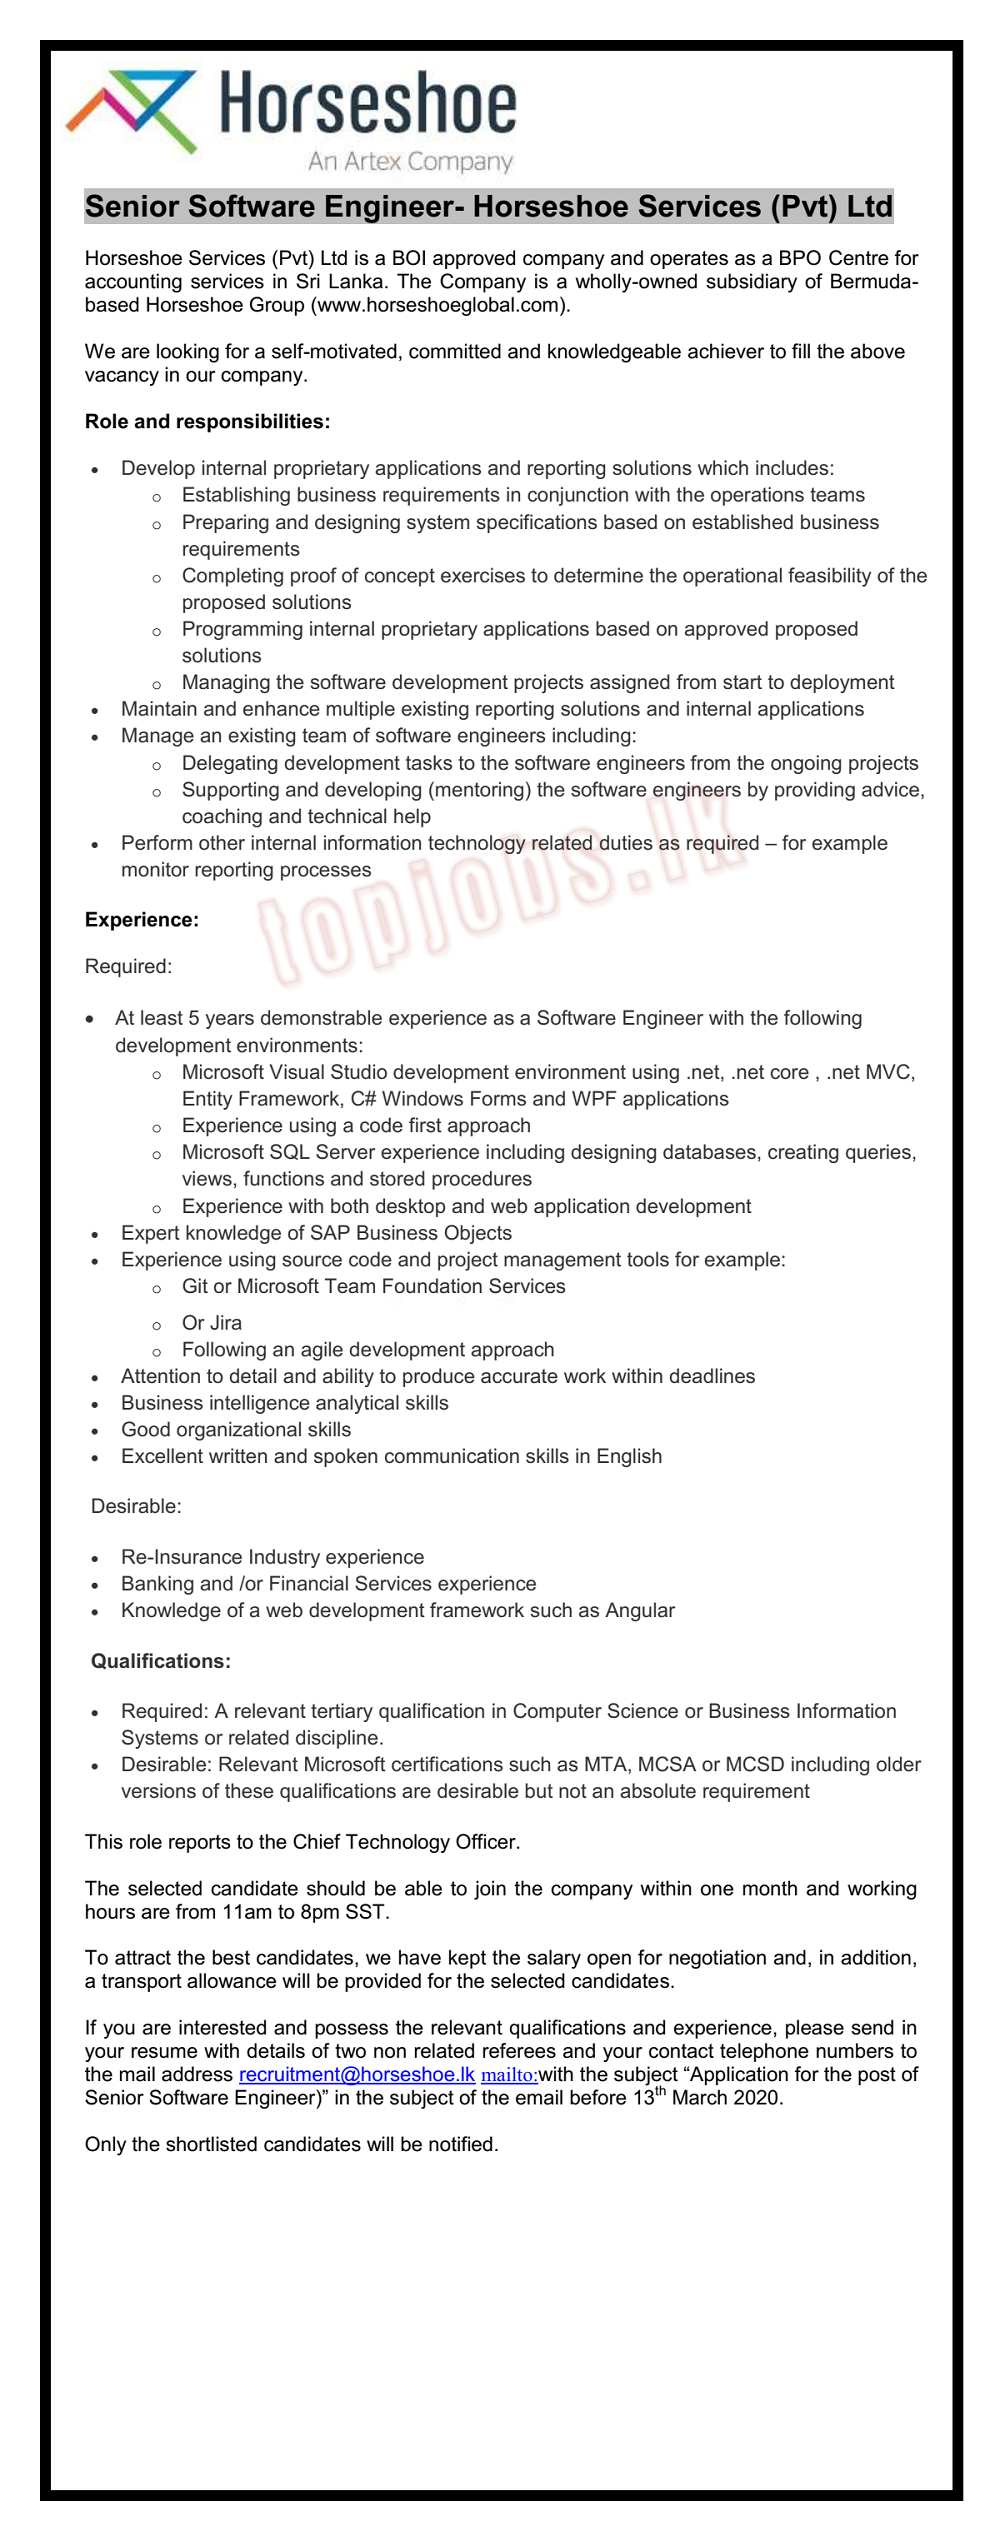 Horseshoe
An Artex Company
Senior Software Engineer- Horseshoe Services (Pvt) Ltd
Horseshoe Services (Pvt) Ltd is a BOI approved company and operates as a BPO Centre for
accounting services in Sri Lanka. The Company is a wholly-owned subsidiary of Bermuda-
based Horseshoe Group (www.horseshoeglobal.com).
We are looking for a self-motivated, committed and knowledgeable achiever to fill the above
vacancy in our company.
Role and responsibilities:
• Develop internal proprietary applications and reporting solutions which includes:
o Establishing business requirements in conjunction with the operations teams
o Preparing and designing system specifications based on established business
requirements
o Completing proof of concept exercises to determine the operational feasibility of the
proposed solutions
o Programming internal proprietary applications based on approved proposed
solutions
o Managing the software development projects assigned from start to deployment
• Maintain and enhance multiple existing reporting solutions and internal applications
• Manage an existing team of software engineers including:
o Delegating development tasks to the software engineers from the ongoing projects
o Supporting and developing (mentoring) the software engineers by providing advice,
coaching and technical help
• Perform other internal information technology related duties as required – for example
monitor reporting processes
topjobs.lk
Experience:
Required:
• At least 5 years demonstrable experience as a Software Engineer with the following
development environments:
o Microsoft Visual Studio development environment using .net, .net core , .net MVC,
Entity Framework, C# Windows Forms and WPF applications
o Experience using a code first approach
o Microsoft SQL Server experience including designing databases, creating queries,
views, functions and stored procedures
o Experience with both desktop and web application development
• Expert knowledge of SAP Business Objects
• Experience using source code and project management tools for example:
o Git or Microsoft Team Foundation Services
o Or Jira
o Following an agile development approach
• Attention to detail and ability to produce accurate work within deadlines
• Business intelligence analytical skills
• Good organizational skills
• Excellent written and spoken communication skills in English
Desirable:
• Re-Insurance Industry experience
• Banking and /or Financial Services experience
• Knowledge of a web development framework such as Angular
Qualifications:
• Required: A relevant tertiary qualification in Computer Science or Business Information
Systems or related discipline.
• Desirable: Relevant Microsoft certifications such as MTA, MCSA or MCSD including older
versions of these qualifications are desirable but not an absolute requirement
This role reports to the Chief Technology Officer.
The selected candidate should be able to join the company within one month and working
hours are from 11am to 8pm SST.
To attract the best candidates, we have kept the salary open for negotiation and, in addition,
a transport allowance will be provided for the selected candidates.
If you are interested and possess the relevant qualifications and experience, please send in
your resume with details of two non related referees and your contact telephone numbers to
the mail address recruitment@horseshoe.lk mailto:with the subject “Application for the post of
Senior Software Engineer)” in the subject of the email before 13th March 2020.
Only the shortlisted candidates will be notified.